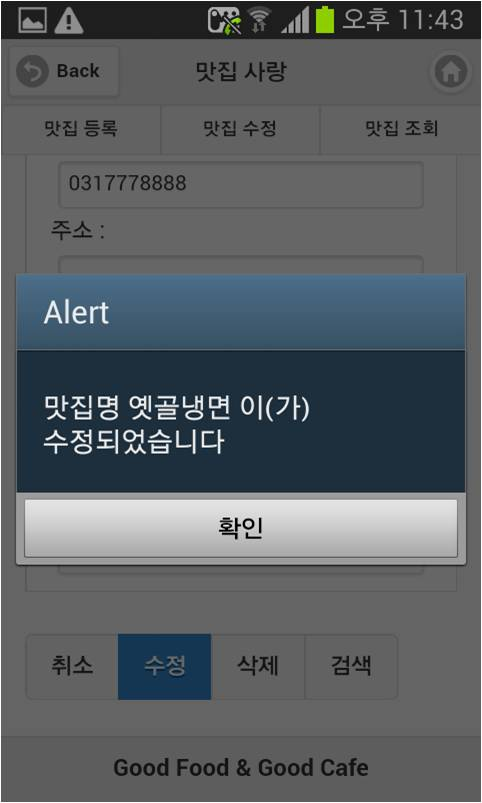 오후 11:43
Back
맛집 사랑
맛집 등록 맛집 수정 맛집 조회
0317778888
주소 :
Alert
맛집명 옛골냉면 이(가)
수정되었습니다
확인
취소 수정 삭제 검색
Good Food & Good Cafe